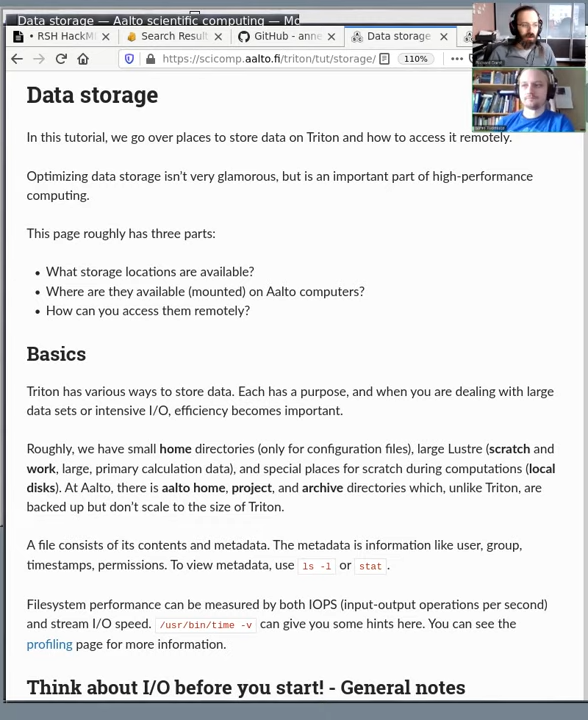 Data storage — Aalto scientific computing — Mo
• RSH HackM
Search Result
GitHub - anne
Data storage
https://scicomp.aalto.fi/triton/tut/storage/
110%
Data storage
In this tutorial, we go over places to store data on Triton and how to access it remotely.
Optimizing data storage isn't very glamorous, but is an important part of high-performance
computing.
This page roughly has three parts:
• What storage locations are available?
• Where are they available (mounted) on Aalto computers?
• How can you access them remotely?
Basics
Triton has various ways to store data. Each has a purpose, and when you are dealing with large
data sets or intensive I/O, efficiency becomes important.
Roughly, we have small home directories (only for configuration files), large Lustre (scratch and
work, large, primary calculation data), and special places for scratch during computations (local
disks). At Aalto, there is aalto home, project, and archive directories which, unlike Triton, are
backed up but don't scale to the size of Triton.
A file consists of its contents and metadata. The metadata is information like user, group,
timestamps, permissions. To view metadata, use ls -l or stat.
Filesystem performance can be measured by both IOPS (input-output operations per second)
and stream I/O speed. /usr/bin/time -v can give you some hints here. You can see the
profiling page for more information.
Think about I/O before you start! - General notes